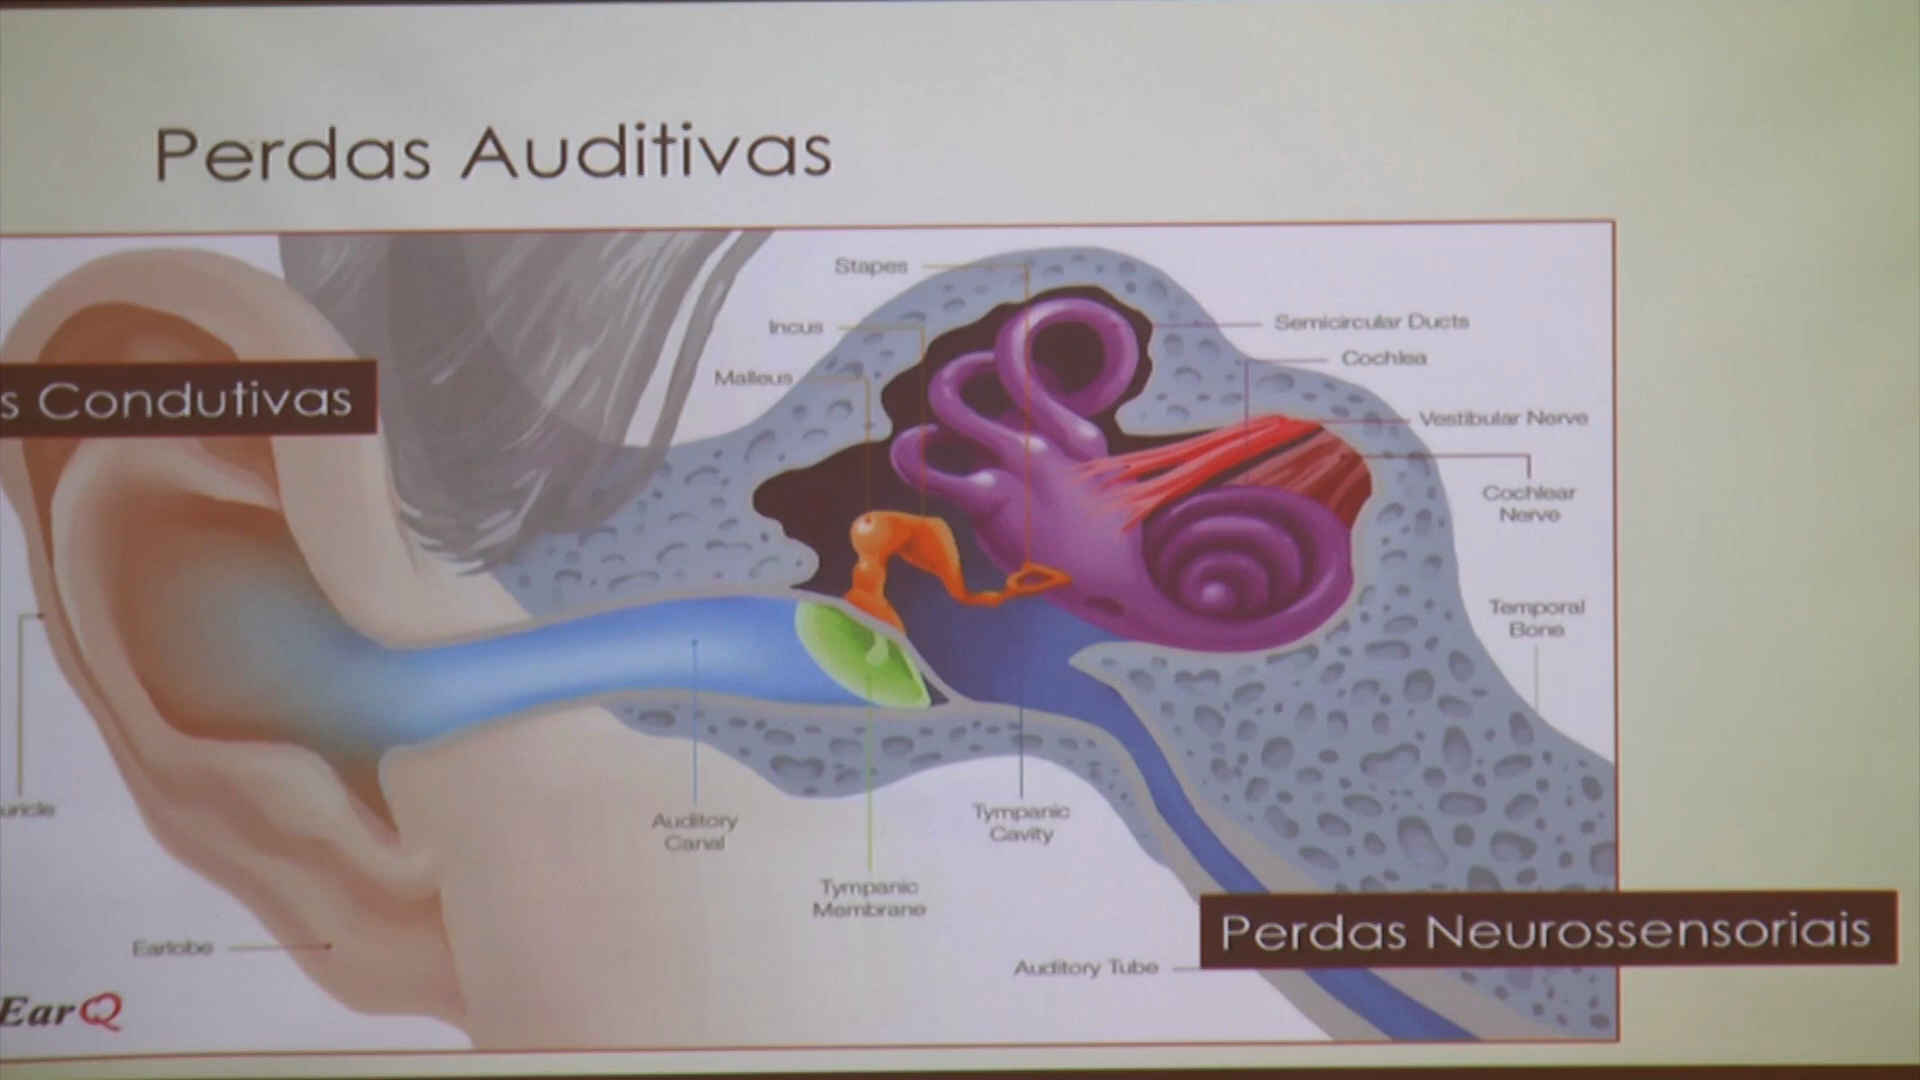 Perdas Auditivas
Stapes
Incus
Semicircular Ducts
Cochlea
Malleus
s Condutivas
Vestibular Nerve
Cochlear
Nerve
Temporal
Bone
uricle
Auditory
Canal
Tympanic
Cavity
Tympanic
Membrane
Perdas Neurossensoriais
Earlobe
Auditory Tube
EarQ